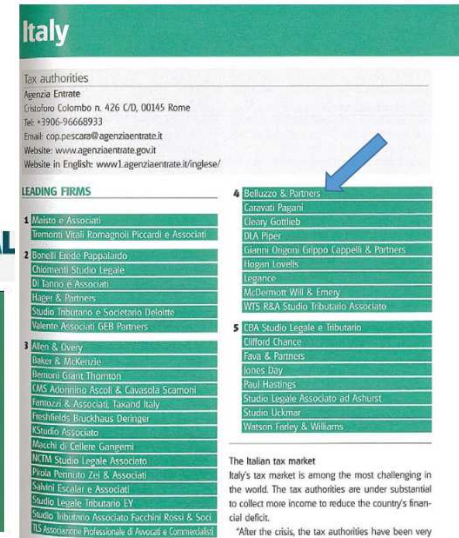 Italy
Tax authorities
Agenzia Entrate
Cristoforo Colombo n. 426 C/D, 00145 Rome
Tel: +3906-96668933
Email: cop.pescara@agenziaentrate.it
Website: www.agenziaentrate.gov.it
Website in English: www1.agenziaentrate.it/inglese/
LEADING FIRMS
1 Maisto e Associati
Tremonti Vitali Romagnoli Piccardi e Associati
2 Bonelli Erede Pappalardo
Chiomenti Studio Legale
Di Tanno e Associati
Hager & Partners
Studio Tributario e Societario Deloitte
Valente Associati GEB Partners
3 Allen & Overy
Baker & McKenzie
Bernoni Grant Thornton
CMS Adonnino Ascoli & Cavasola Scamoni
Fantozzi & Associati, Taxand Italy
Freshfields Bruckhaus Deringer
KStudio Associato
Macchi di Cellere Gangemi
NCTM Studio Legale Associato
Pirola Pennuto Zei & Associati
Salvini Escalar e Associati
Studio Legale Tributario EY
Studio Tributario Associato Facchini Rossi & Soci
TLS Associazione Professionale di Avvocati e Commercialisti
4 Belluzzo & Partners
Caravati Pagani
Cleary Gottlieb
DLA Piper
Gianni Origoni Grippo Cappelli & Partners
Hogan Lovells
Legance
McDermott Will & Emery
WTS R&A Studio Tributario Associato
5 CBA Studio Legale e Tributario
Clifford Chance
Fava & Partners
Jones Day
Paul Hastings
Studio Legale Associato ad Ashurst
Studio Uckmar
Watson Farley & Williams
The Italian tax market
Italy's tax market is among the most challenging in
the world. The tax authorities are under substantial
to collect more income to reduce the country's finan-
cial deficit.
"After the crisis, the tax authorities have been very
AL